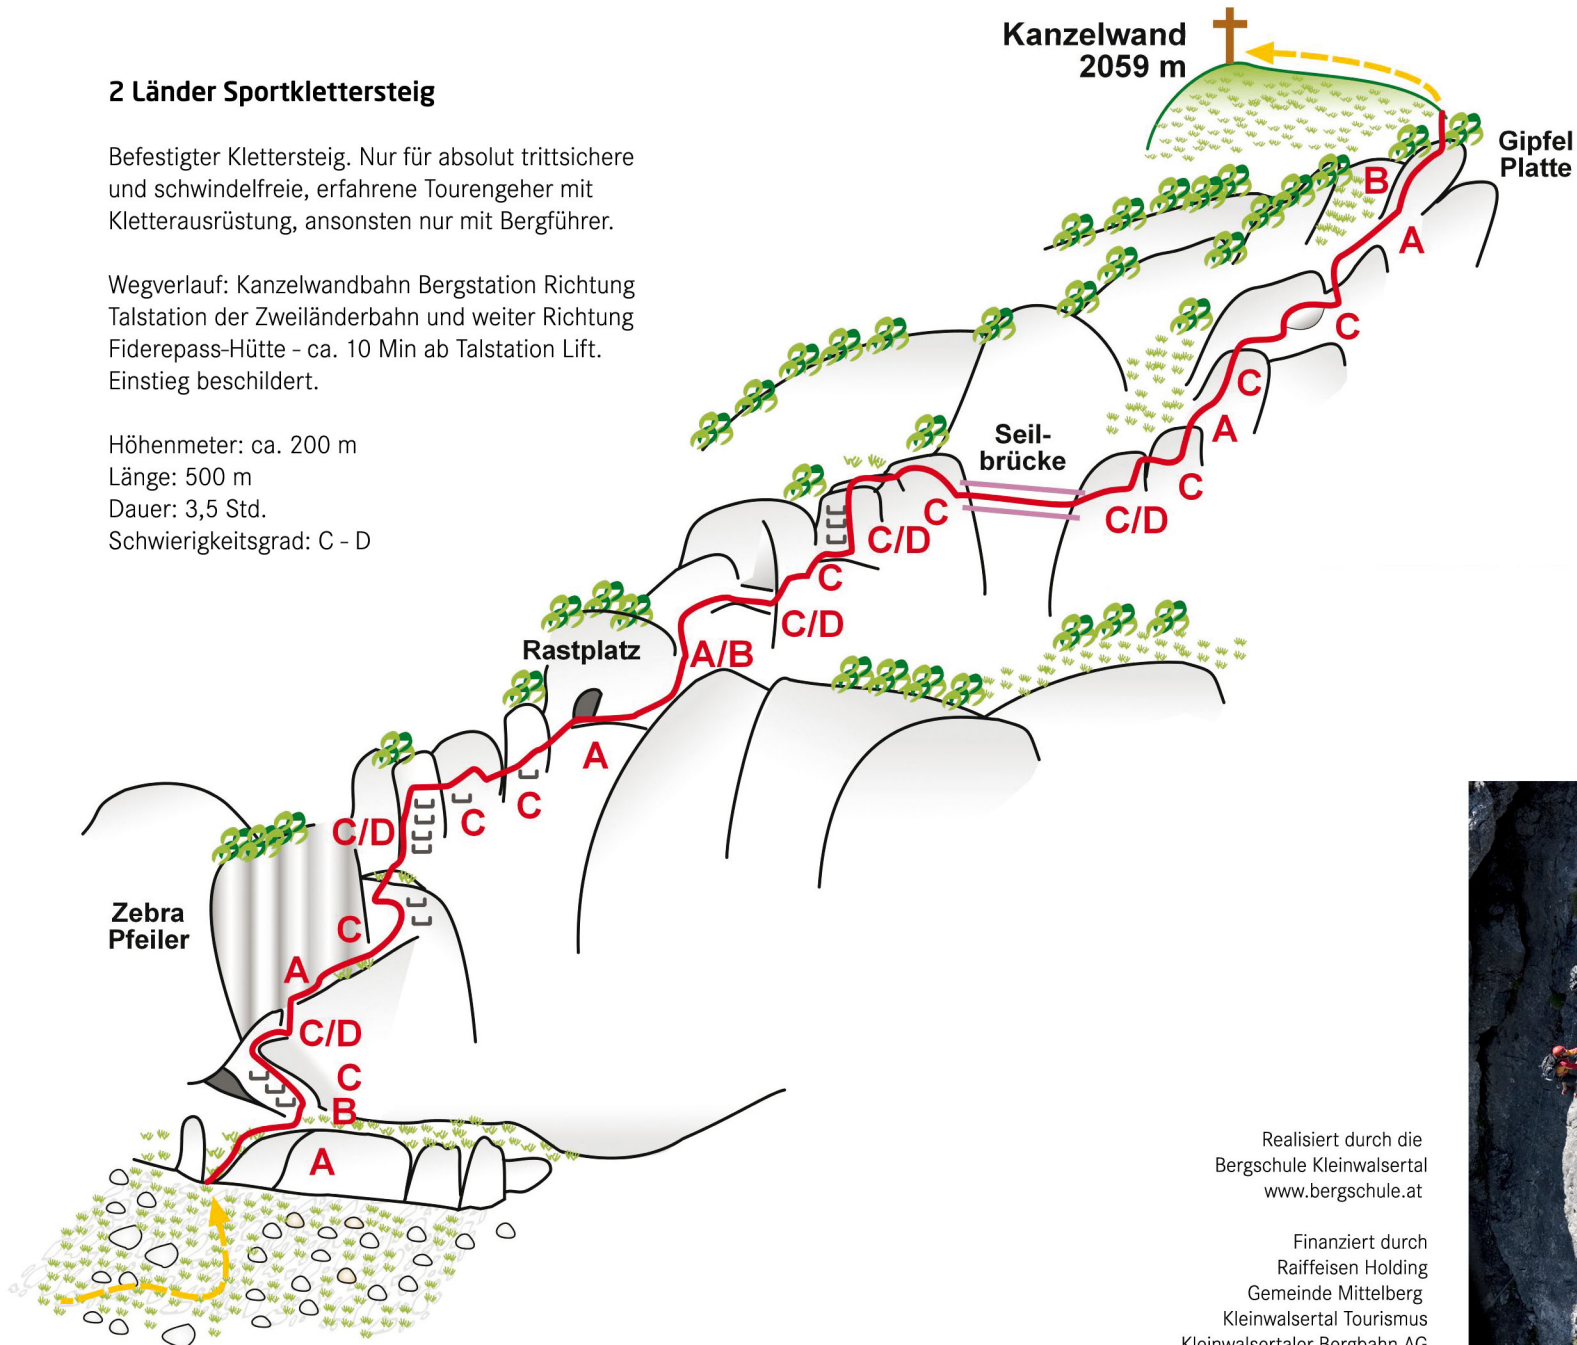 2 Länder Sportklettersteig
Befestigter Klettersteig. Nur für absolut trittsichere
und schwindelfreie, erfahrene Tourengeher mit
Kletterausrüstung, ansonsten nur mit Bergführer.
Wegverlauf: Kanzelwandbahn Bergstation Richtung
Talstation der Zweiländerbahn und weiter Richtung
Fiderepass-Hütte - ca. 10 Min ab Talstation Lift.
Einstieg beschildert.
Höhenmeter: ca. 200 m
Länge: 500 m
Dauer: 3,5 Std.
Schwierigkeitsgrad: C - D
Kanzelwand
2059 m
Gipfel
Platte
B
A
C
C
A
Seil-
brücke
C
C/D
C
C/D
C
C/D
Rastplatz
A/B
A
C
C
C/D
Zebra
Pfeiler
C
A
C/D
C
B
A
Realisiert durch die
Bergschule Kleinwalsertal
www.bergschule.at
Finanziert durch
Raiffeisen Holding
Gemeinde Mittelberg
Kleinwalsertal Tourismus
Kleinwalsertaler Bergbahn AG